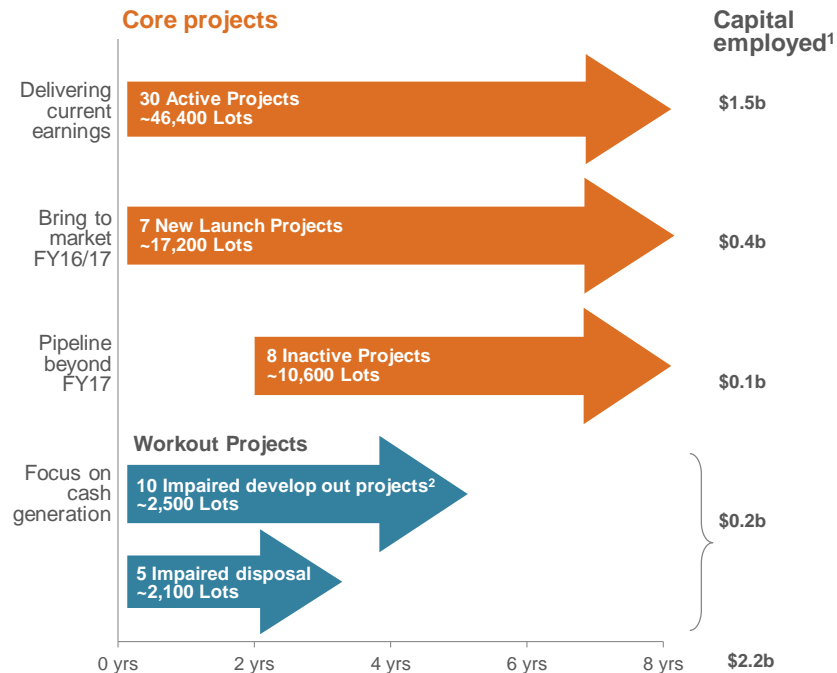 Core projects
Capital
employed¹
Delivering
current
earnings
30 Active Projects
~46,400 Lots
$1.5b
Bring to
market
FY16/17
7 New Launch Projects
~17,200 Lots
$0.4b
Pipeline
beyond
FY17
8 Inactive Projects
~10,600 Lots
$0.1b
Workout Projects
Focus on
cash
generation
10 Impaired develop out projects²
~2,500 Lots
$0.2b
5 Impaired disposal
~2,100 Lots
0 yrs
2 yrs
4 yrs
6 yrs
8 yrs
$2.2b